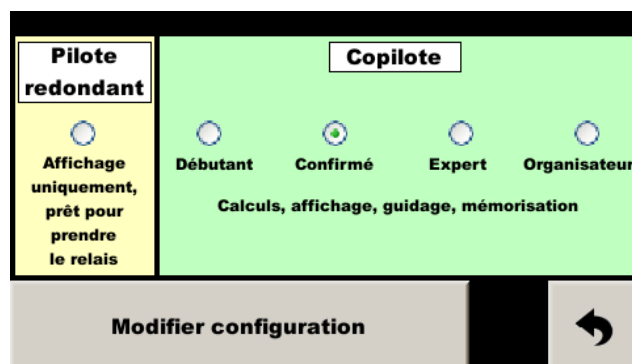 Pilote
redondant
Affichage
uniquement,
prêt pour
prendre
le relais
Copilote
Débutant Confirmé Expert Organisateur
Calculs, affichage, guidage, mémorisation
Modifier configuration